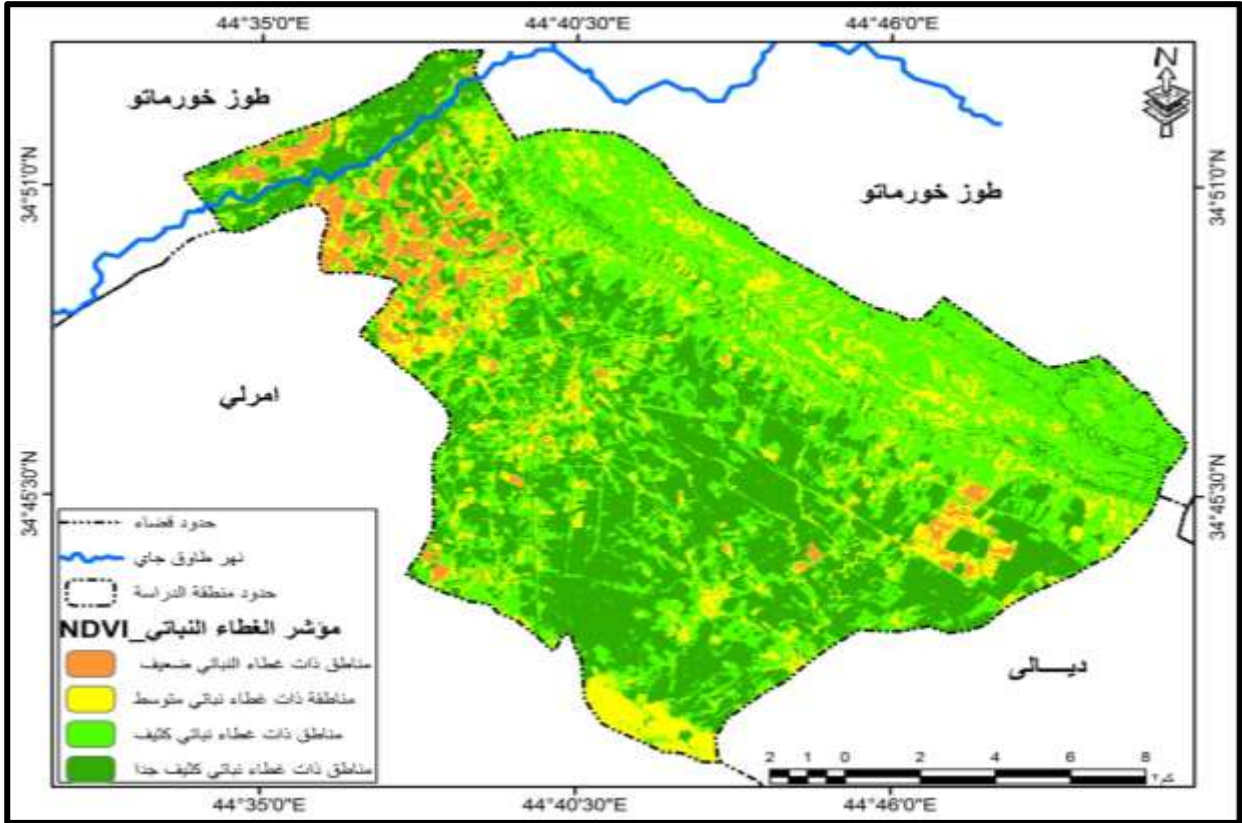 44°35'0"E 44°40'30"E 44°46'0"E
N
طوز خورماتو
34°51'0"N
34°51'0"N
طوز خورماتو
امرلي
34°45'30"N
34°45'30"N
حدود قضاء
نهر طاوق جاي
حدود منطقة الدراسة
مؤشر الغطاء النباتي_NDVI
مناطق ذات غطاء النباتي ضعيف
مناطقة ذات غطاء نباتي متوسط
مناطق ذات غطاء نباتي كثيف
مناطق ذات غطاء نباتي كثيف جدا
ديـــالى
2 1 0 2 4 6 8
كم٢
44°35'0"E 44°40'30"E 44°46'0"E